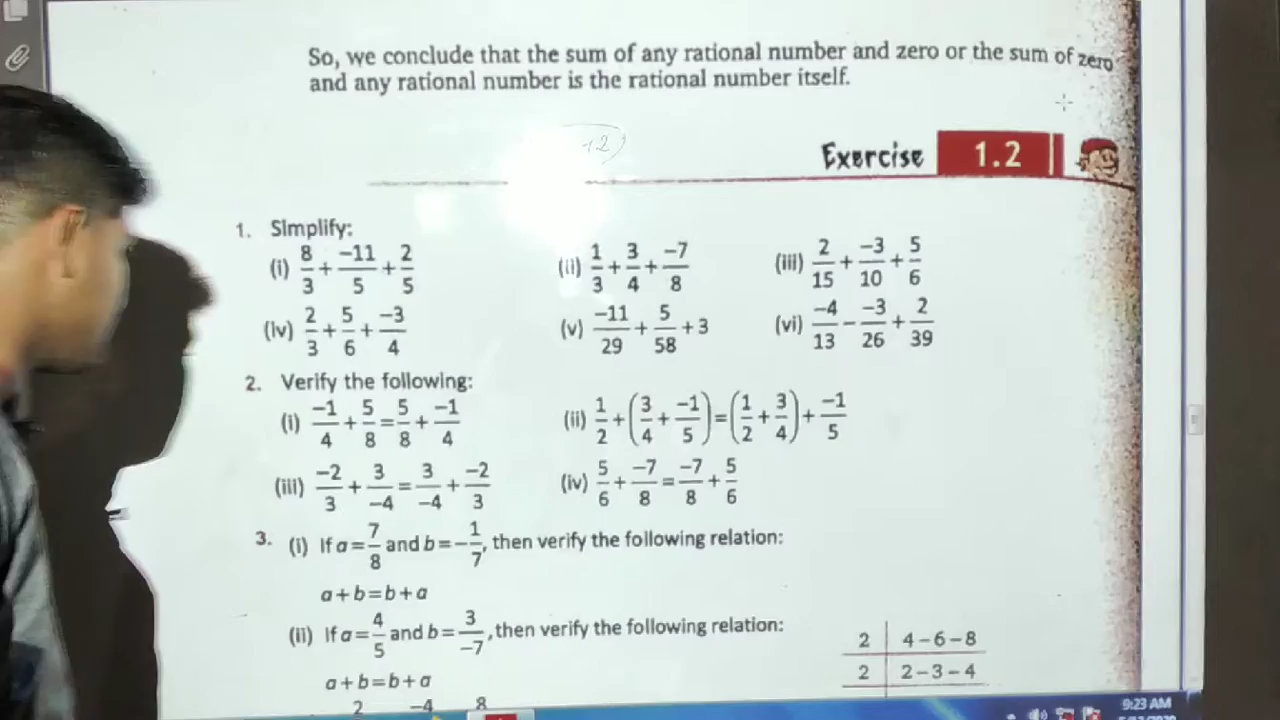 So, we conclude that the sum of any rational number and zero or the sum of zero
and any rational number is the rational number itself.
Exercise 1.2
1. Simplify:
(i) 8/3 + -11/5 + 2/5 (ii) 1/3 + 3/4 + -7/8 (iii) 2/15 + -3/10 + 5/6
(iv) 2/3 + 5/6 + -3/4 (v) -11/29 + 5/58 + 3 (vi) -4/13 - -3/26 + 2/39
2. Verify the following:
(i) -1/4 + 5/8 = 5/8 + -1/4 (ii) 1/2 + (3/4 + -1/5) = (1/2 + 3/4) + -1/5
(iii) -2/3 + 3/-4 = 3/-4 + -2/3 (iv) 5/6 + -7/8 = -7/8 + 5/6
3. (i) If a = 7/8 and b = -1/7, then verify the following relation:
a+b=b+a
(ii) If a = 4/5 and b = 3/-7, then verify the following relation:
a+b=b+a
2 4-6-8
2 2-3-4
2 -4 8
9:23 AM